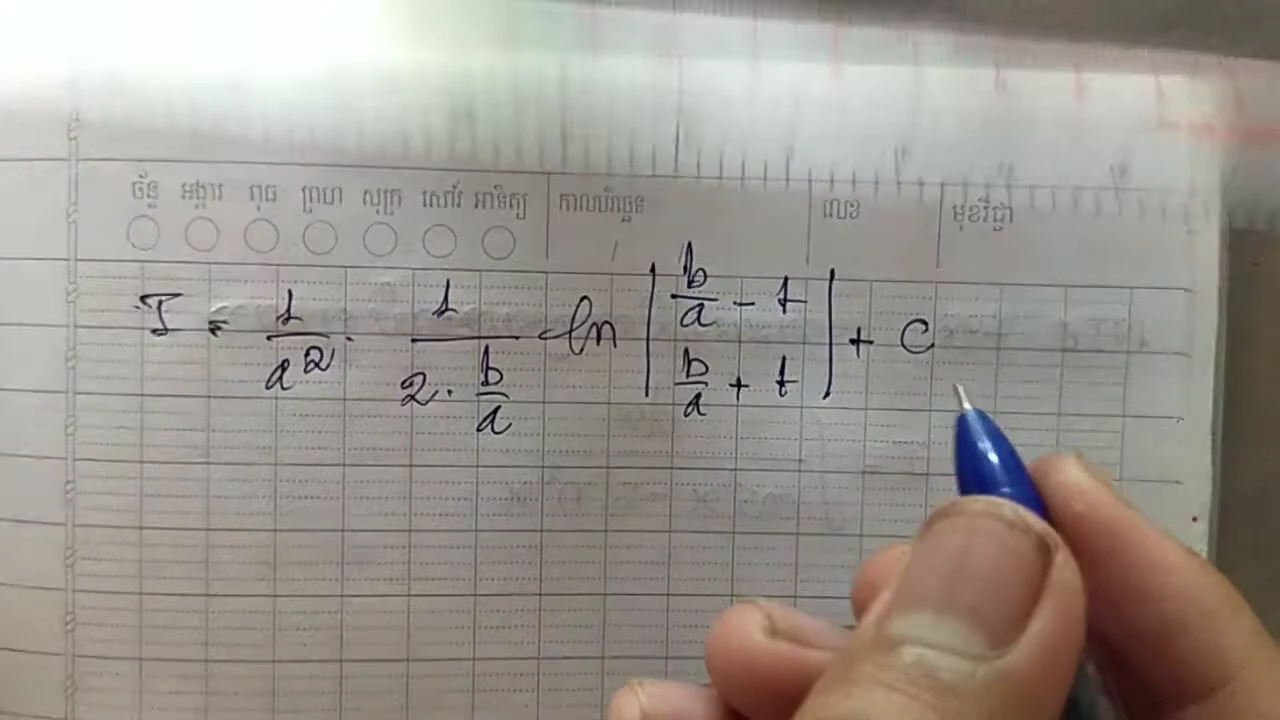 ច័ន្ទ អង្គារ ពុធ ព្រហ សុក្រ សៅរ៍ អាទិត្យ កាលបរិច្ឆេទ លេខ មុខវិជ្ជា
I = 1/a² · 1/(2 · b/a) ln |(b/a - t)/(b/a + t)| + C